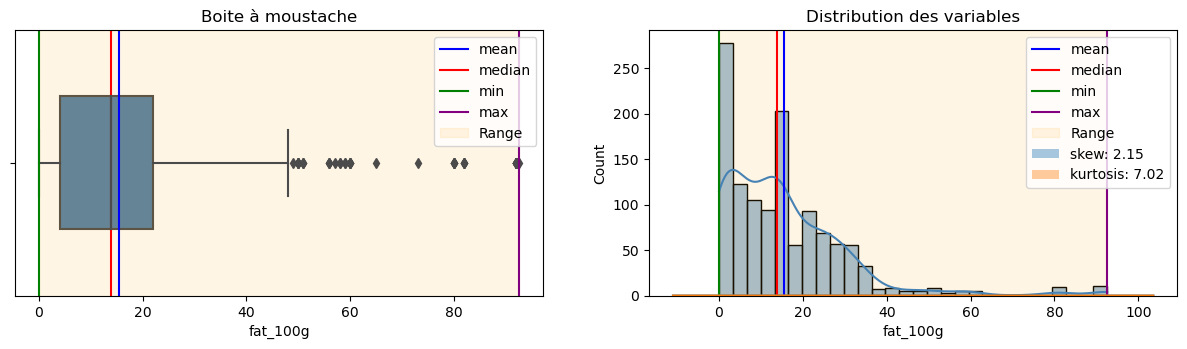 Boite à moustache
mean
median
min
max
Range
0 20 40 60 80
fat_100g
Distribution des variables
mean
median
min
max
Range
skew: 2.15
kurtosis: 7.02
Count
250
200
150
100
50
0
0 20 40 60 80 100
fat_100g